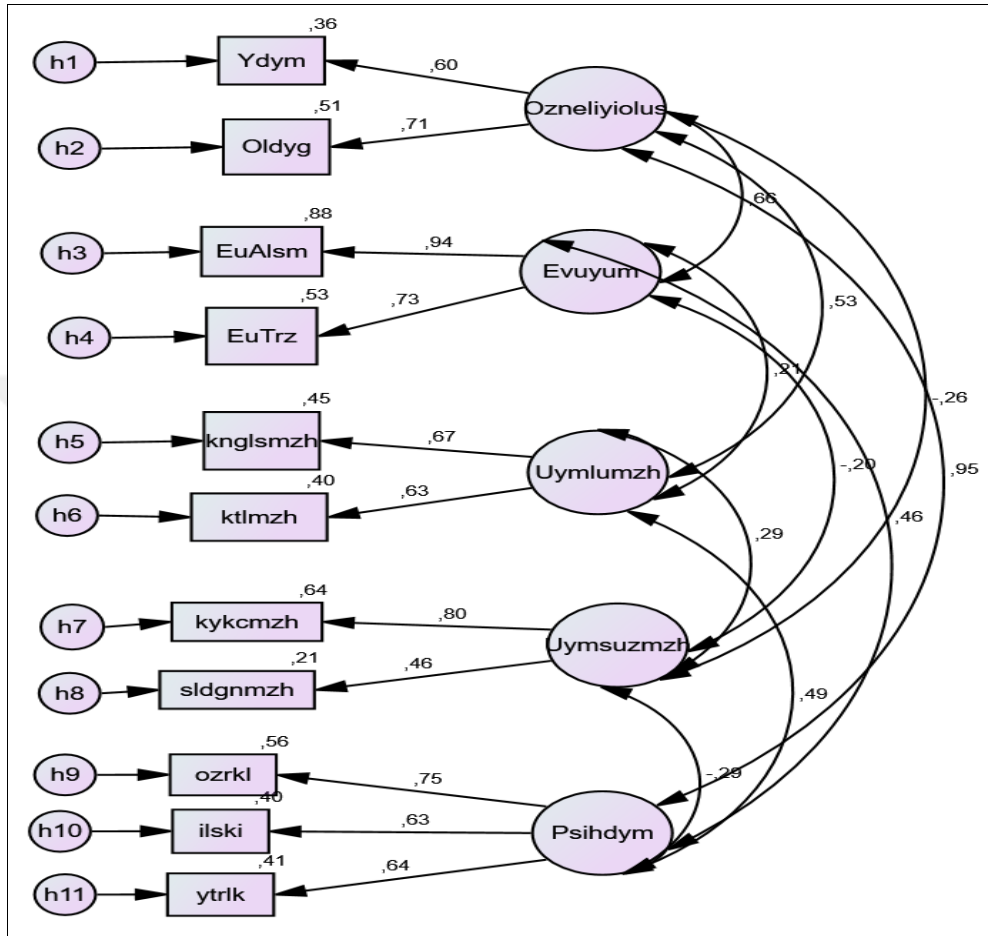 ,36
h1
Ydym
,60
Ozneliyiolus
,51
,71
h2
Oldyg
,66
,88
h3
EuAlsm
,94
Evuyum
,53
,73
,53
h4
EuTrz
,21
,45
-,26
h5
knglsmzh
,67
Uymlumzh
-,20
,95
,40
,63
h6
ktlmzh
,46
,29
,64
h7
kykcmzh
,80
Uymsuzmzh
,21
,46
h8
sldgnmzh
,49
,56
h9
ozrkl
,75
-,29
,40
h10
ilski
,63
Psihdym
,41
,64
h11
ytrlk